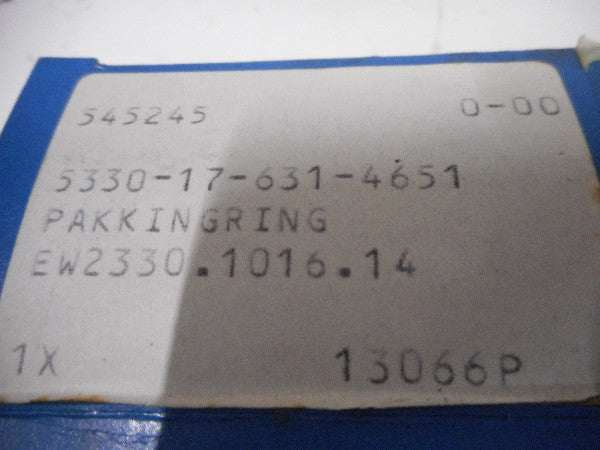 545245 0-00
5330-17-631-4651
PAKKINGRING
EW2330.1016.14
1X 13066P